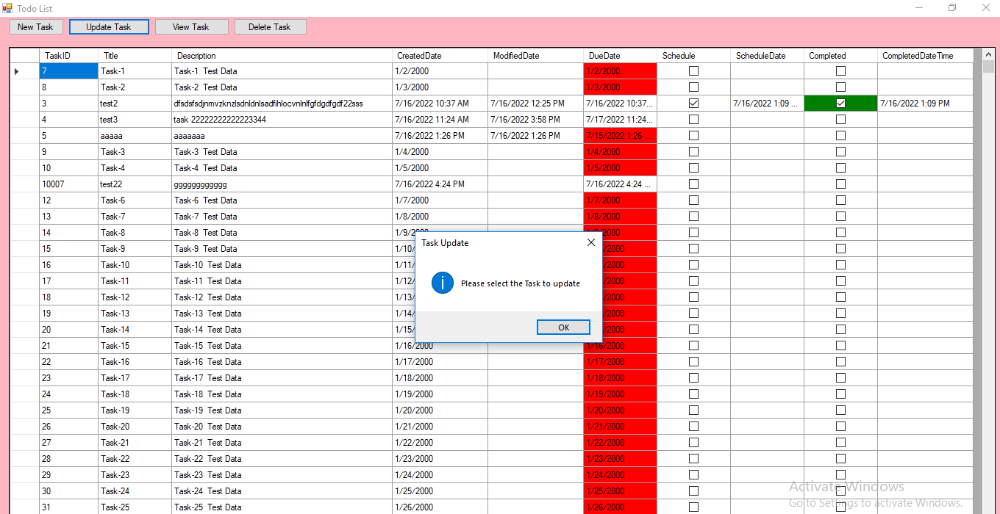 Todo List
New Task Update Task View Task Delete Task
TaskID Title Description CreatedDate ModifiedDate DueDate Schedule ScheduleDate Completed CompletedDateTime
7 Task-1 Task-1 Test Data 1/2/2000 1/2/2000
8 Task-2 Task-2 Test Data 1/3/2000 1/3/2000
3 test2 dfsdsfsdjnmvzknzlsdnldnlsadfihlocvnlnlfgfdgdfgdf22sss 7/16/2022 10:37 AM 7/16/2022 12:25 PM 7/16/2022 10:37... 7/16/2022 1:09 ... 7/16/2022 1:09 PM
4 test3 task 22222222222223344 7/16/2022 11:24 AM 7/16/2022 3:58 PM 7/17/2022 11:24...
5 aaaaa aaaaaaa 7/16/2022 1:26 PM 7/16/2022 1:26 PM 7/15/2022 1:26 ...
9 Task-3 Task-3 Test Data 1/4/2000 1/4/2000
10 Task-4 Task-4 Test Data 1/5/2000 1/5/2000
10007 test22 gggggggggggg 7/16/2022 4:24 PM 7/16/2022 4:24 ...
12 Task-6 Task-6 Test Data 1/7/2000 1/7/2000
13 Task-7 Task-7 Test Data 1/8/2000 1/8/2000
14 Task-8 Task-8 Test Data 1/9/2000
15 Task-9 Task-9 Test Data 1/10/ /2000
16 Task-10 Task-10 Test Data 1/11/ /2000
17 Task-11 Task-11 Test Data 1/12/ /2000
18 Task-12 Task-12 Test Data 1/13/ /2000
19 Task-13 Task-13 Test Data 1/14/ /2000
20 Task-14 Task-14 Test Data 1/15/ /2000
21 Task-15 Task-15 Test Data 1/16/2000 1/16/2000
22 Task-16 Task-16 Test Data 1/17/2000 1/17/2000
23 Task-17 Task-17 Test Data 1/18/2000 1/18/2000
24 Task-18 Task-18 Test Data 1/19/2000 1/19/2000
25 Task-19 Task-19 Test Data 1/20/2000 1/20/2000
26 Task-20 Task-20 Test Data 1/21/2000 1/21/2000
27 Task-21 Task-21 Test Data 1/22/2000 1/22/2000
28 Task-22 Task-22 Test Data 1/23/2000 1/23/2000
29 Task-23 Task-23 Test Data 1/24/2000 1/24/2000
30 Task-24 Task-24 Test Data 1/25/2000 1/25/2000
31 Task-25 Task-25 Test Data 1/26/2000 1/26/2000
Task Update
Please select the Task to update
OK
Activate Windows
Go to Settings to activate Windows.